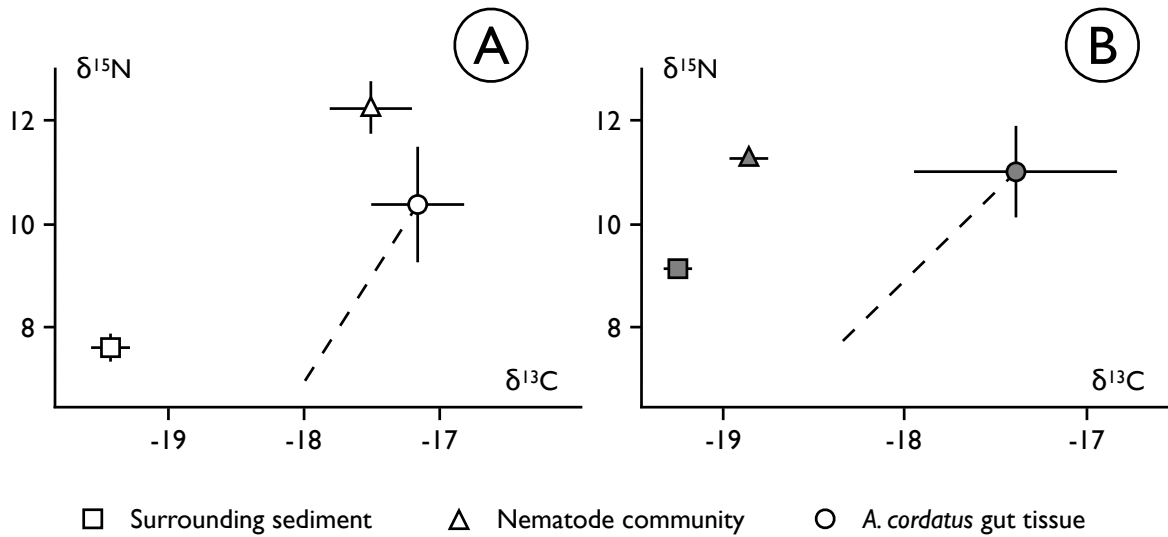 A
B
δ¹⁵N
δ¹⁵N
12
12
10
10
8
8
δ¹³C
δ¹³C
-19 -18 -17
-19 -18 -17
Surrounding sediment Nematode community A. cordatus gut tissue